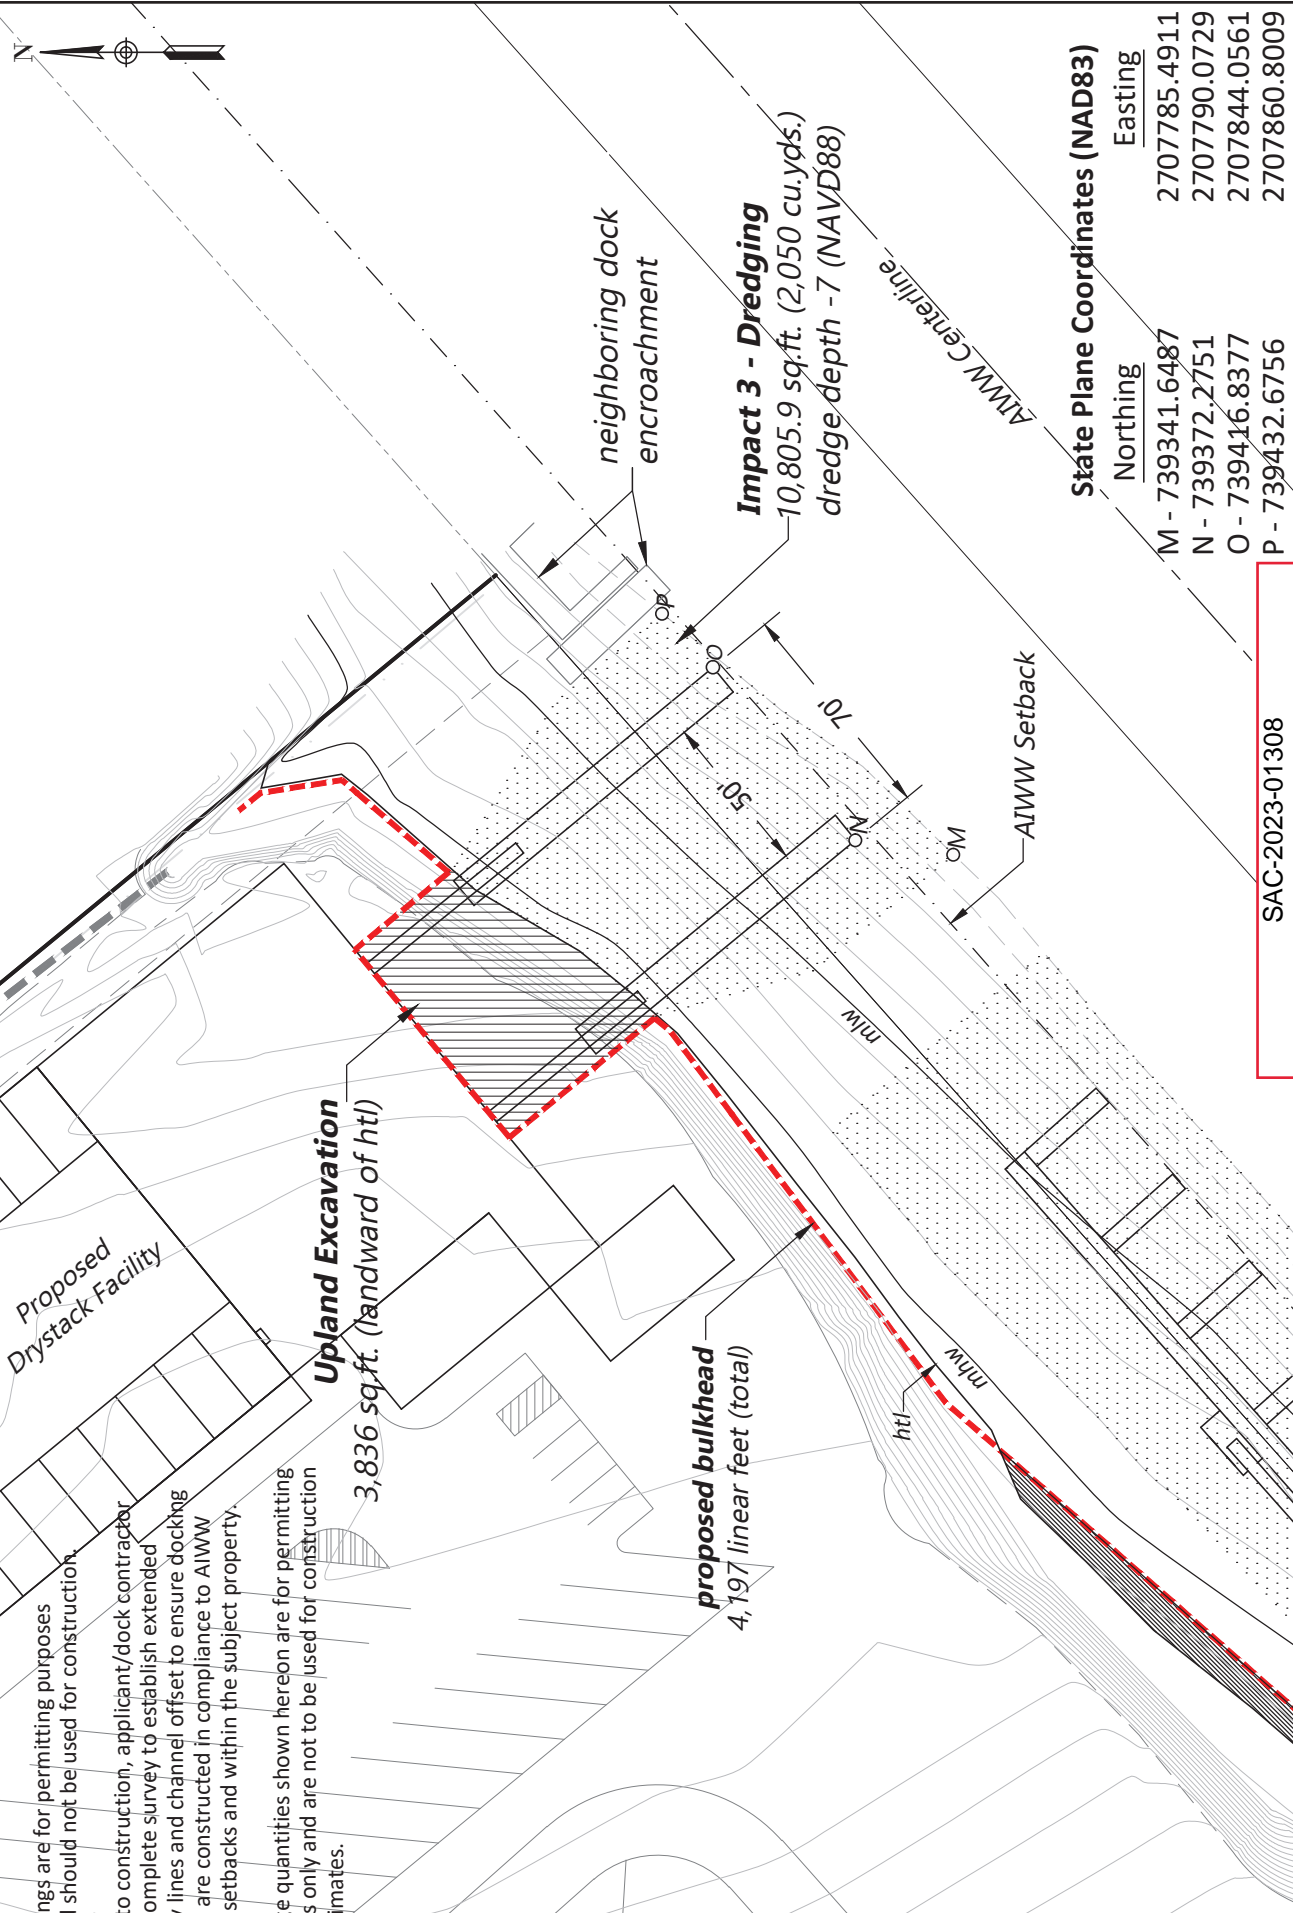 N
neighboring dock
encroachment
Impact 3 - Dredging
10,805.9 sq.ft. (2,050 cu.yds.)
dredge depth -7 (NAVD88)
AIWW Centerline
State Plane Coordinates (NAD83)
Northing Easting
M - 739341.6487 2707785.4911
N - 739372.2751 2707790.0729
O - 739416.8377 2707844.0561
P - 739432.6756 2707860.8009
P
O
N
M
70'
50'
AIWW Setback
mlw
SAC-2023-01308
Proposed
Drystack Facility
Upland Excavation
3,836 sq.ft. (landward of htl)
proposed bulkhead
4,197 linear feet (total)
htl
mhw
are for permitting purposes
should not be used for construction.
to construction, applicant/dock contractor
survey to establish extended
lines and channel offset to ensure docking
are constructed in compliance to AIWW
setbacks and within the subject property.
quantities shown hereon are for permitting
only and are not to be used for construction